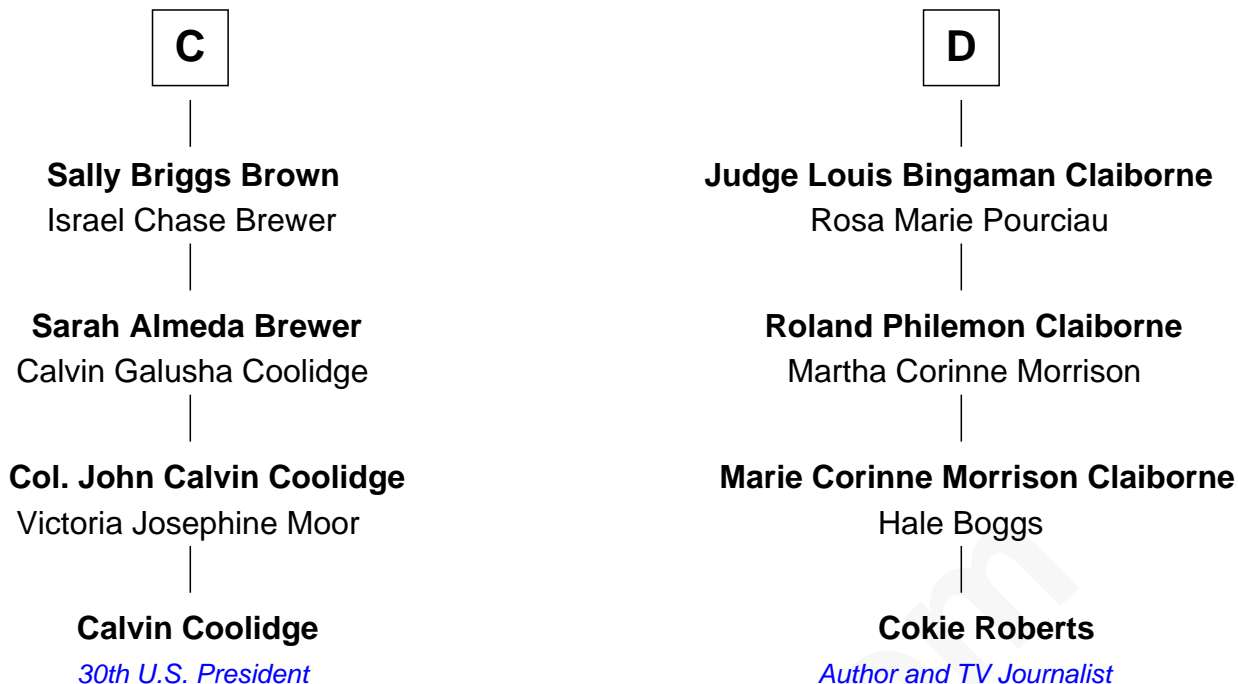 C
Sally Briggs Brown
Israel Chase Brewer
Sarah Almeda Brewer
Calvin Galusha Coolidge
Col. John Calvin Coolidge
Victoria Josephine Moor
Calvin Coolidge
30th U.S. President
D
Judge Louis Bingaman Claiborne
Rosa Marie Pourciau
Roland Philemon Claiborne
Martha Corinne Morrison
Marie Corinne Morrison Claiborne
Hale Boggs
Cokie Roberts
Author and TV Journalist